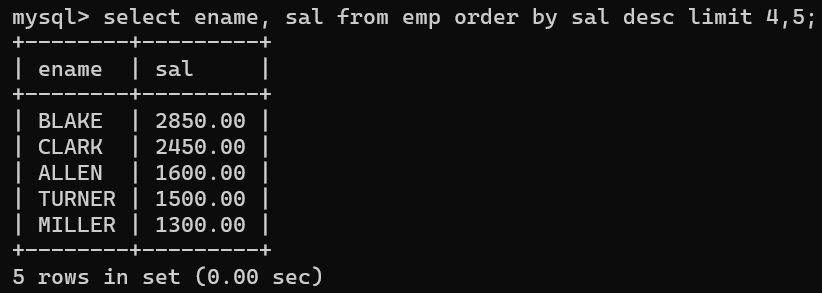 mysql> select ename, sal from emp order by sal desc limit 4,5;
+--------+---------+
| ename  | sal     |
+--------+---------+
| BLAKE  | 2850.00 |
| CLARK  | 2450.00 |
| ALLEN  | 1600.00 |
| TURNER | 1500.00 |
| MILLER | 1300.00 |
+--------+---------+
5 rows in set (0.00 sec)